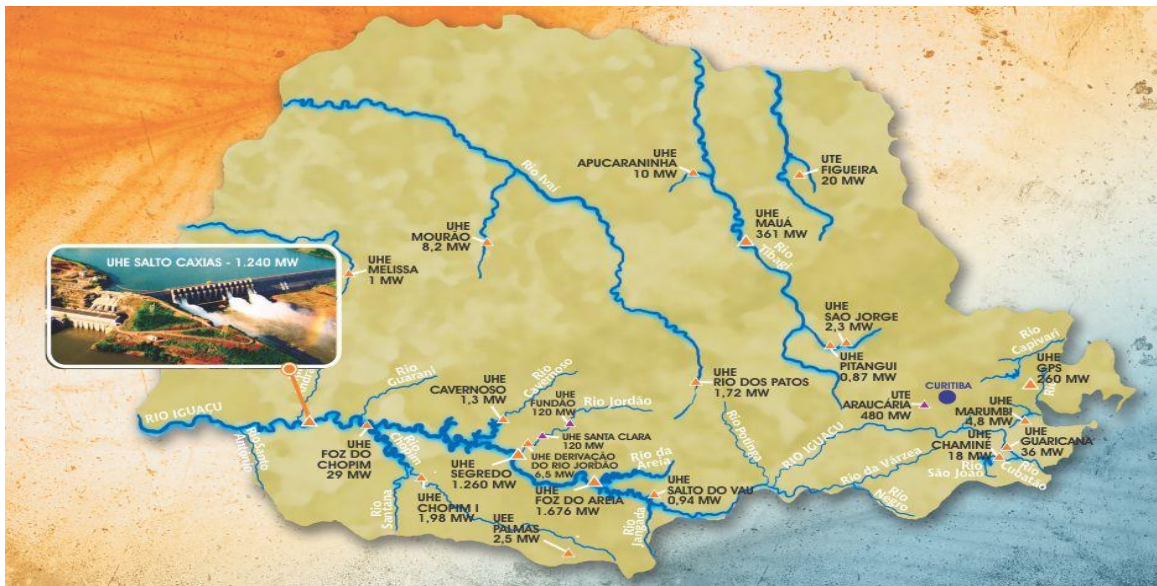 UHE
APUCARANINHA
10 MW
UTE
FIGUEIRA
20 MW
Rio Ivaí
UHE
MOURÃO
8,2 MW
UHE
MAUÁ
361 MW
Rio
Tibagi
UHE SALTO CAXIAS - 1.240 MW
UHE
MELISSA
1 MW
UHE
SAO JORGE
2,3 MW
UHE
PITANGUI
0,87 MW
Rio
Capivari
UHE
GPS
260 MW
UHE
RIO DOS PATOS
1,72 MW
CURITIBA
UTE
ARAUCÁRIA
480 MW
UHE
MARUMBI
4,8 MW
UHE
GUARICANA
36 MW
UHE
CHAMINÉ
18 MW
Rio
São João
Rio
Cubatão
Rio
Guarani
UHE
CAVERNOSO
1,3 MW
Rio
Cavernoso
UHE
FUNDÃO
120 MW
Rio Jordão
UHE SANTA CLARA
120 MW
UHE DERIVAÇÃO
DO RIO JORDÃO
6,5 MW
RIO IGUAÇU
Rio Santo
Antônio
UHE
FOZ DO
CHOPIM
29 MW
Rio
Chopim
UHE
SEGREDO
1.260 MW
Rio da
Areia
Rio Potinga
RIO IGUAÇU
Rio da Várzea
Rio
Negro
UHE
FOZ DO AREIA
1.676 MW
UHE
SALTO DO VAU
0,94 MW
Rio
Jangada
Rio
Santana
UHE
CHOPIM I
1,98 MW
UEE
PALMAS
2,5 MW